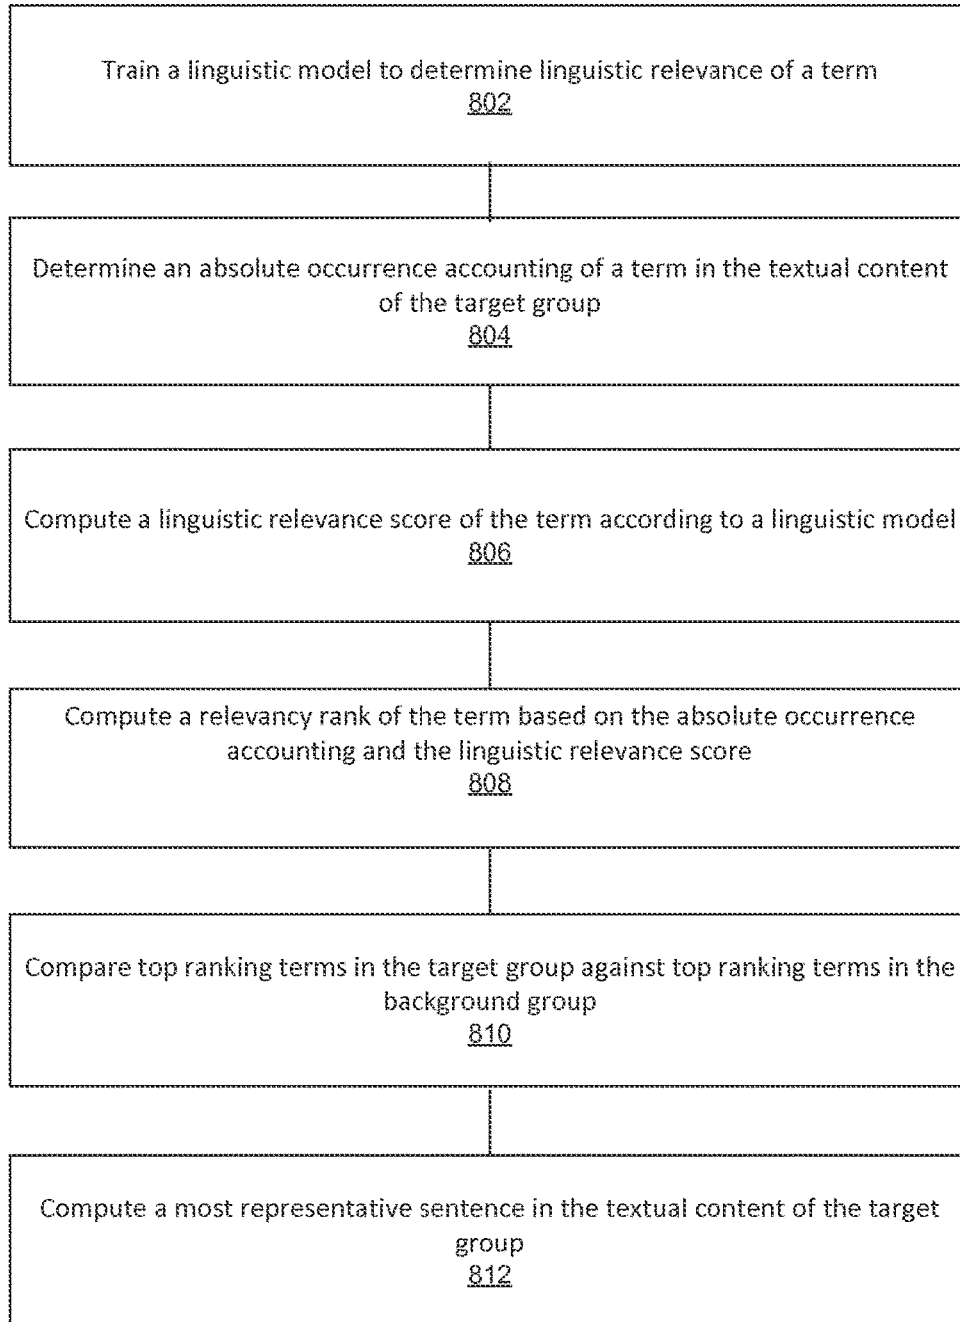 Train a linguistic model to determine linguistic relevance of a term
802
Determine an absolute occurrence accounting of a term in the textual content
of the target group
804
Compute a linguistic relevance score of the term according to a linguistic model
806
Compute a relevancy rank of the term based on the absolute occurrence
accounting and the linguistic relevance score
808
Compare top ranking terms in the target group against top ranking terms in the
background group
810
Compute a most representative sentence in the textual content of the target
group
812